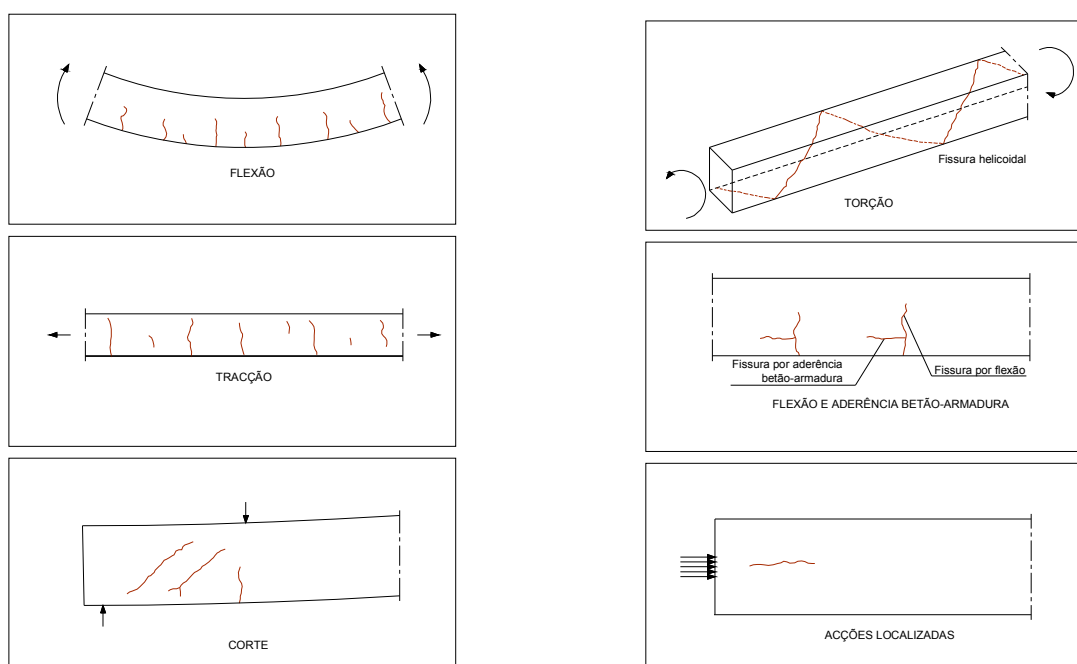 FLEXÃO
TRACÇÃO
CORTE
Fissura helicoidal
TORÇÃO
Fissura por aderência
betão-armadura
Fissura por flexão
FLEXÃO E ADERÊNCIA BETÃO-ARMADURA
ACÇÕES LOCALIZADAS